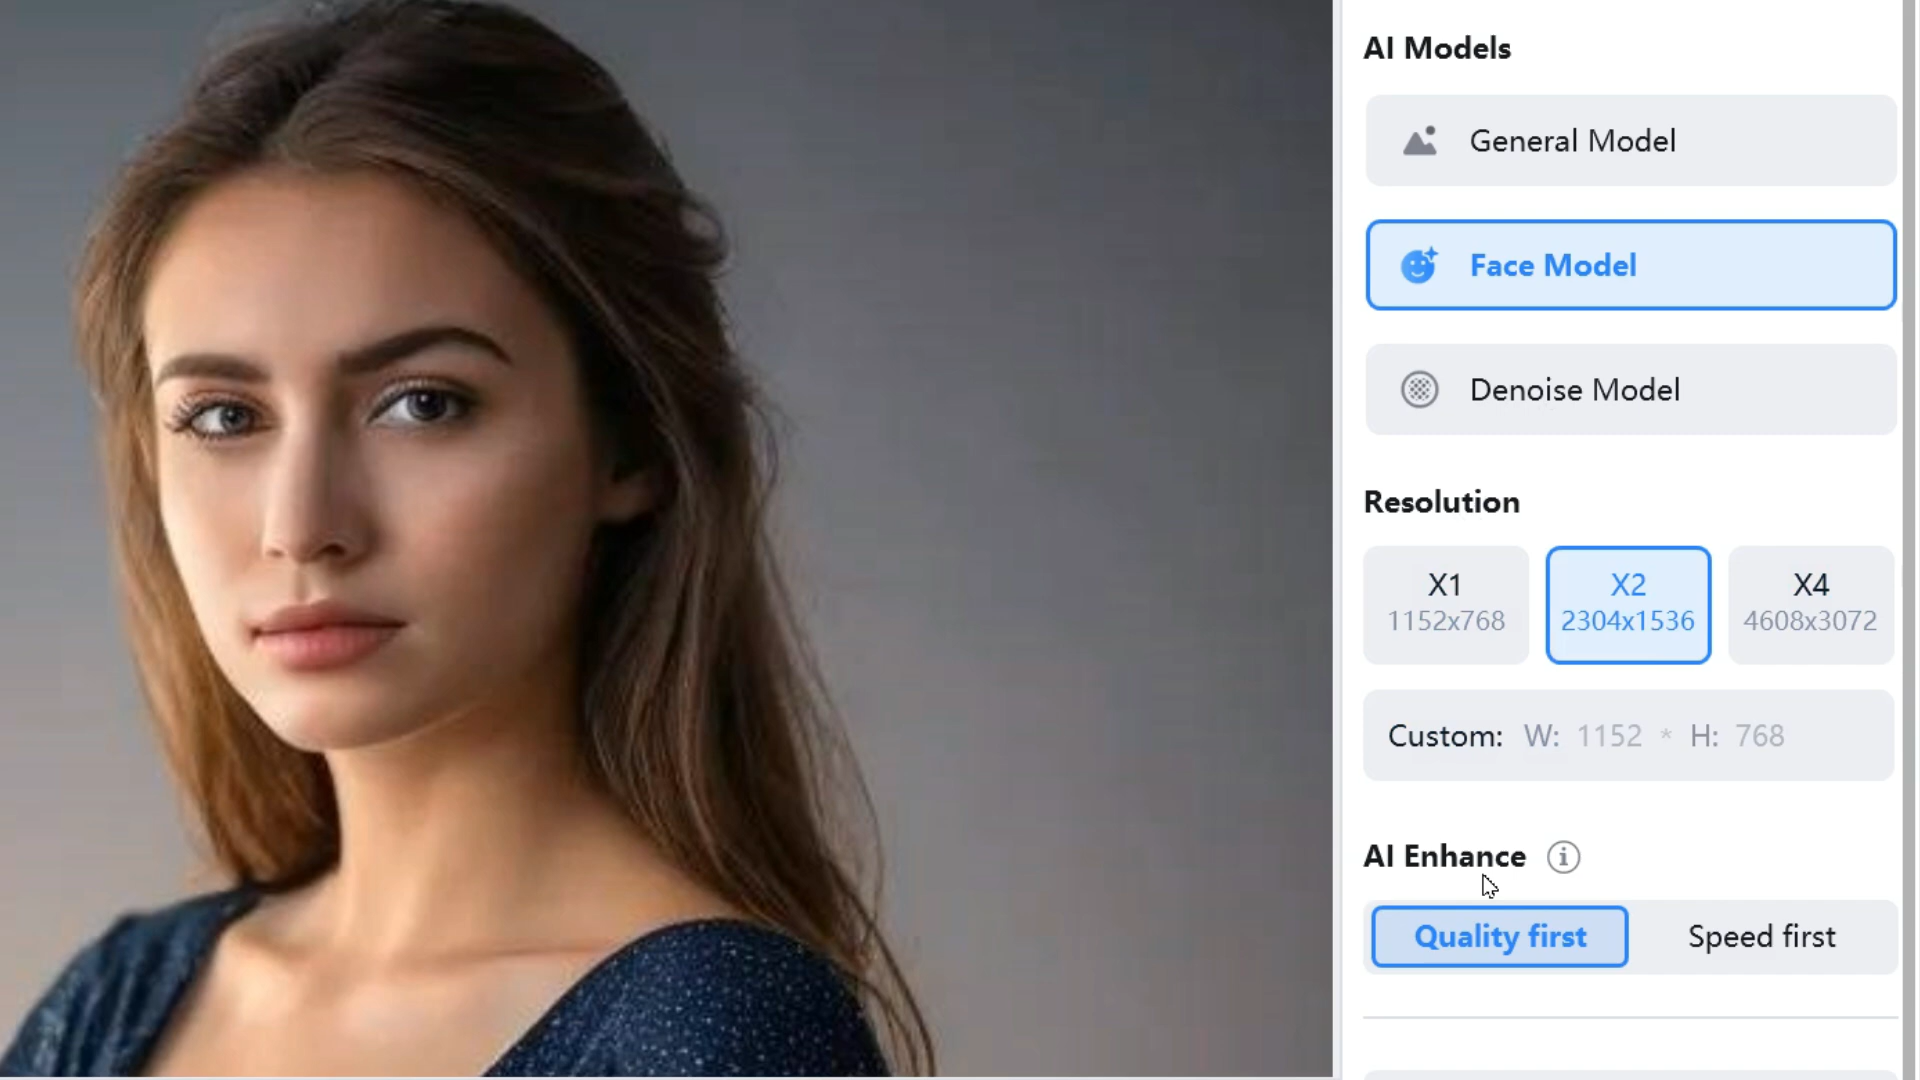 AI Models
General Model
Face Model
Denoise Model
Resolution
X1
1152x768
X2
2304x1536
X4
4608x3072
Custom: W: 1152 * H: 768
AI Enhance
Quality first
Speed first